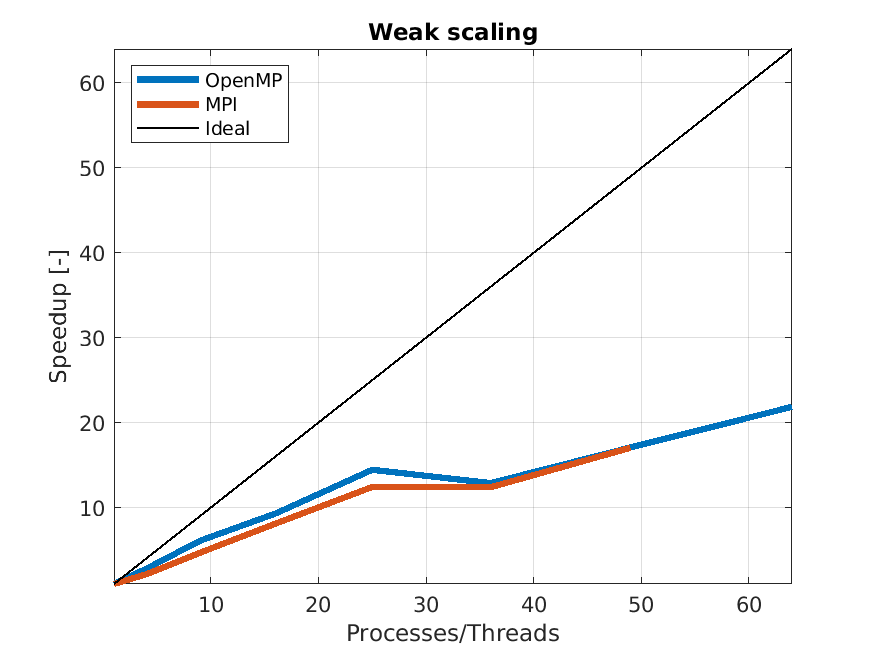 Weak scaling
OpenMP
MPI
Ideal
60
50
40
30
20
10
Speedup [-]
10 20 30 40 50 60
Processes/Threads